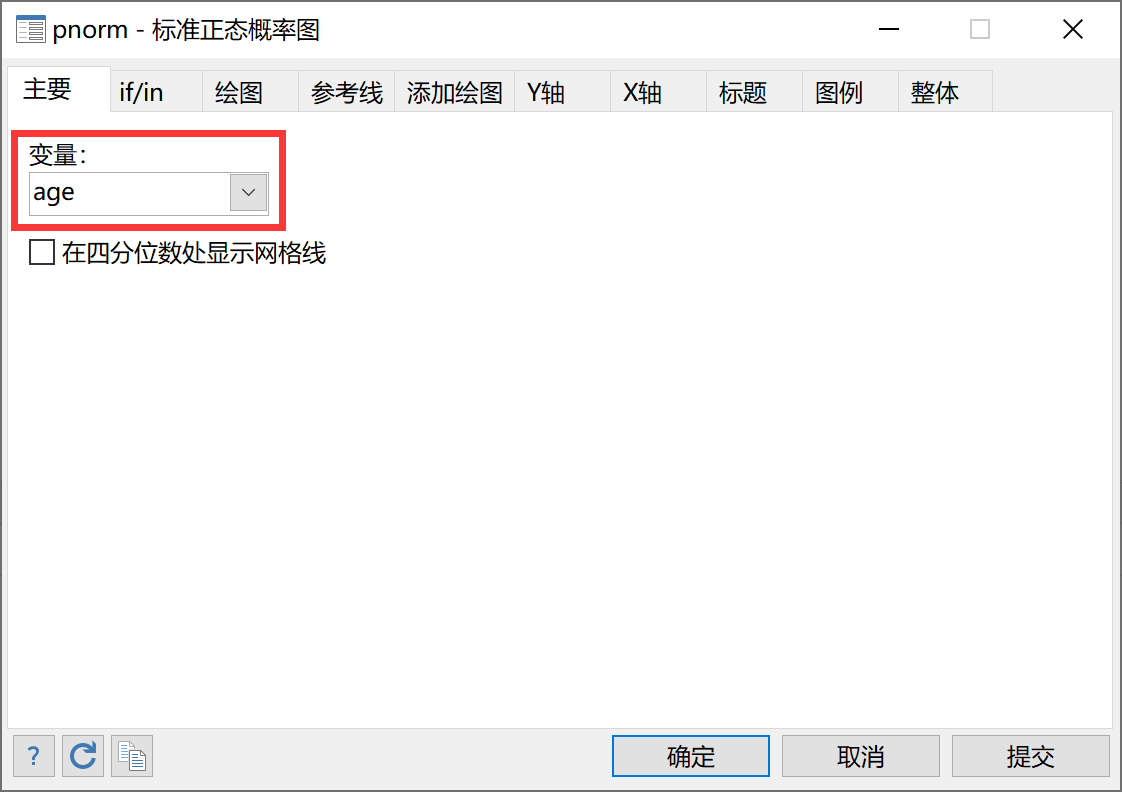 pnorm - 标准正态概率图
主要 if/in 绘图 参考线 添加绘图 Y轴 X轴 标题 图例 整体
变量：
age
在四分位数处显示网格线
? 确定 取消 提交